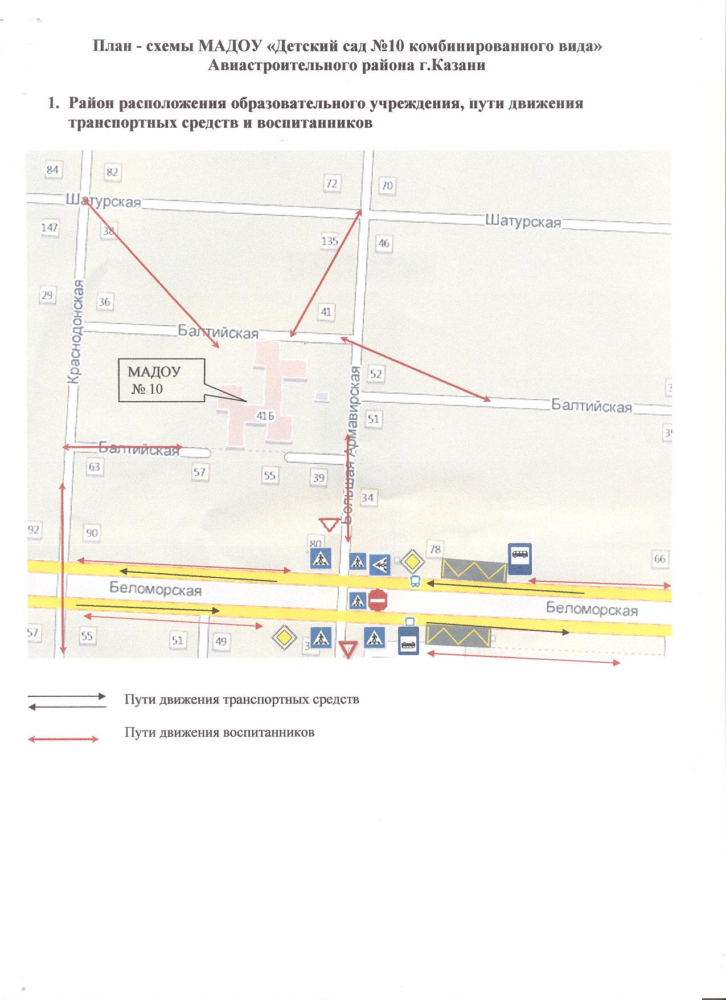 План - схемы МАДОУ «Детский сад №10 комбинированного вида»
Авиастроительного района г.Казани
1. Район расположения образовательного учреждения, пути движения
транспортных средств и воспитанников
84
82
72
70
Шатурская
Шатурская
147
38
135
46
29
36
41
Краснодонская
Балтийская
МАДОУ
№ 10
52
Большая Армавирская
Балтийская
41Б
51
Балтийская
63
57
55
39
34
92
90
80
78
66
Беломорская
Беломорская
57
55
51
49
Пути движения транспортных средств
Пути движения воспитанников